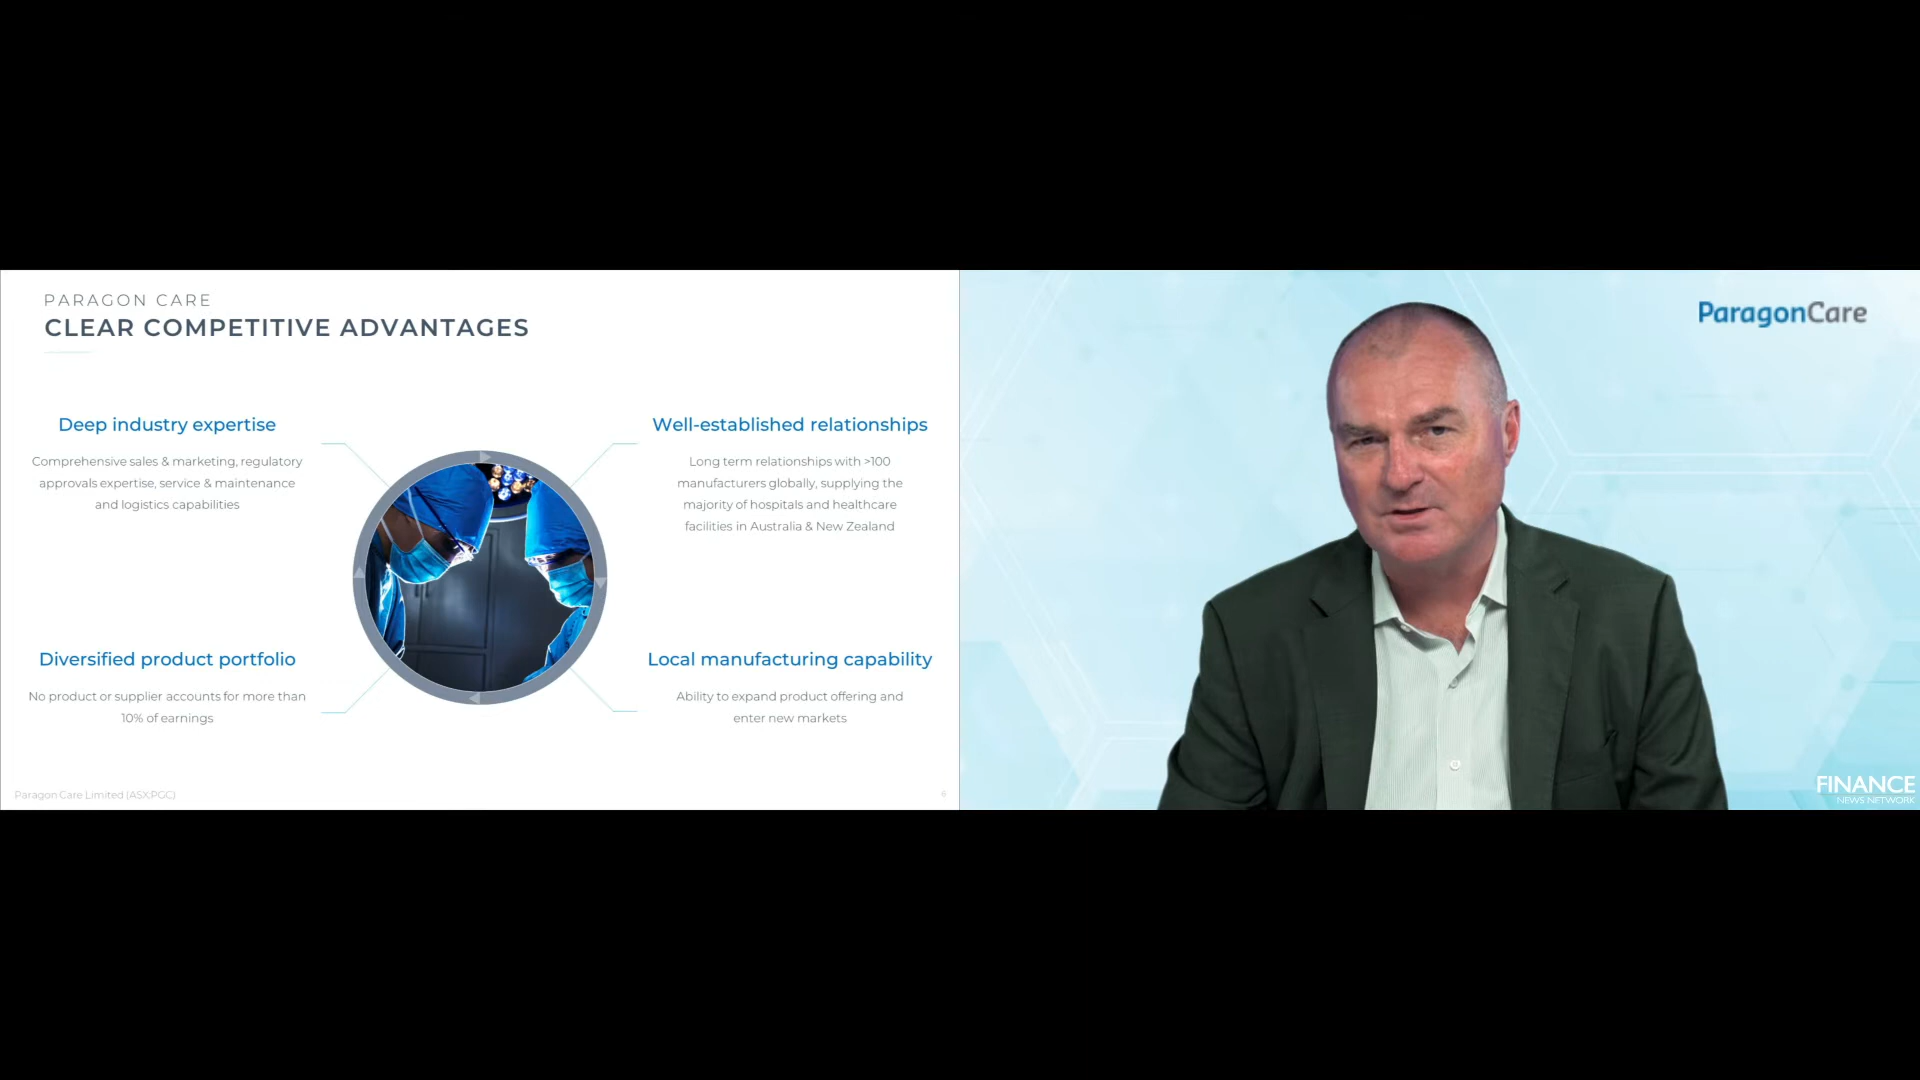 PARAGON CARE
CLEAR COMPETITIVE ADVANTAGES
Deep industry expertise
Comprehensive sales & marketing, regulatory
approvals expertise, service & maintenance
and logistics capabilities
Well-established relationships
Long term relationships with >100
manufacturers globally, supplying the
majority of hospitals and healthcare
facilities in Australia & New Zealand
Diversified product portfolio
No product or supplier accounts for more than
10% of earnings
Local manufacturing capability
Ability to expand product offering and
enter new markets
Paragon Care Limited (ASX:PGC)
6
ParagonCare
FINANCE
NEWS NETWORK